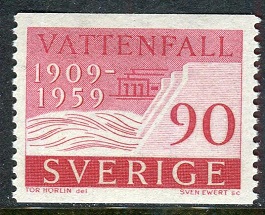 VATTENFALL
1909-
1959
90
SVERIGE
TOR HÖRLIN del. SVEN EWERT sc.